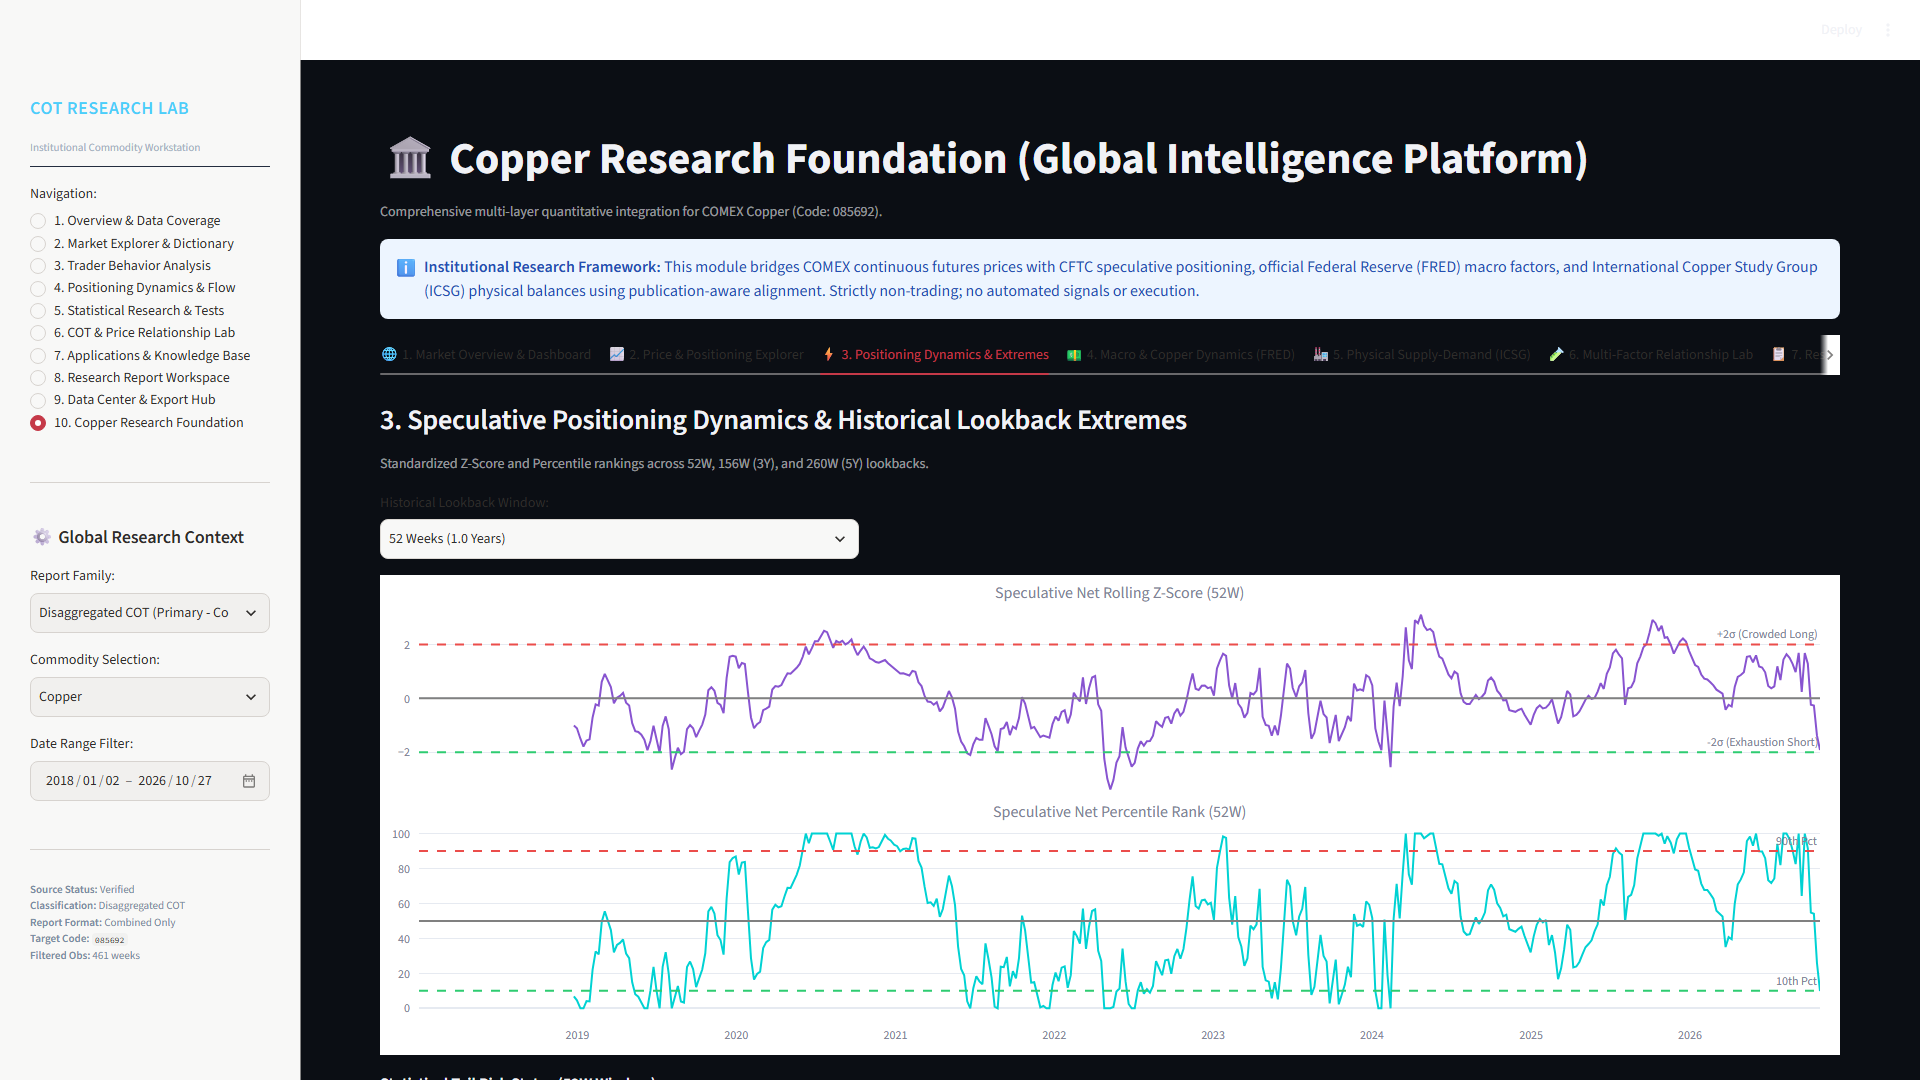 Deploy
COT RESEARCH LAB
Institutional Commodity Workstation
Navigation:
1. Overview & Data Coverage
2. Market Explorer & Dictionary
3. Trader Behavior Analysis
4. Positioning Dynamics & Flow
5. Statistical Research & Tests
6. COT & Price Relationship Lab
7. Applications & Knowledge Base
8. Research Report Workspace
9. Data Center & Export Hub
10. Copper Research Foundation
Global Research Context
Report Family:
Disaggregated COT (Primary - Co
Commodity Selection:
Copper
Date Range Filter:
2018 / 01 / 02 – 2026 / 10 / 27
Source Status: Verified
Classification: Disaggregated COT
Report Format: Combined Only
Target Code: 085692
Filtered Obs: 461 weeks
Copper Research Foundation (Global Intelligence Platform)
Comprehensive multi-layer quantitative integration for COMEX Copper (Code: 085692).
Institutional Research Framework: This module bridges COMEX continuous futures prices with CFTC speculative positioning, official Federal Reserve (FRED) macro factors, and International Copper Study Group
(ICSG) physical balances using publication-aware alignment. Strictly non-trading; no automated signals or execution.
1. Market Overview & Dashboard 2. Price & Positioning Explorer 3. Positioning Dynamics & Extremes 4. Macro & Copper Dynamics (FRED) 5. Physical Supply-Demand (ICSG) 6. Multi-Factor Relationship Lab 7. Re
3. Speculative Positioning Dynamics & Historical Lookback Extremes
Standardized Z-Score and Percentile rankings across 52W, 156W (3Y), and 260W (5Y) lookbacks.
Historical Lookback Window:
52 Weeks (1.0 Years)
Speculative Net Rolling Z-Score (52W)
+2σ (Crowded Long)
2
0
-2σ (Exhaustion Short)
−2
Speculative Net Percentile Rank (52W)
100
90th Pct
80
60
40
20
10th Pct
0
2019 2020 2021 2022 2023 2024 2025 2026